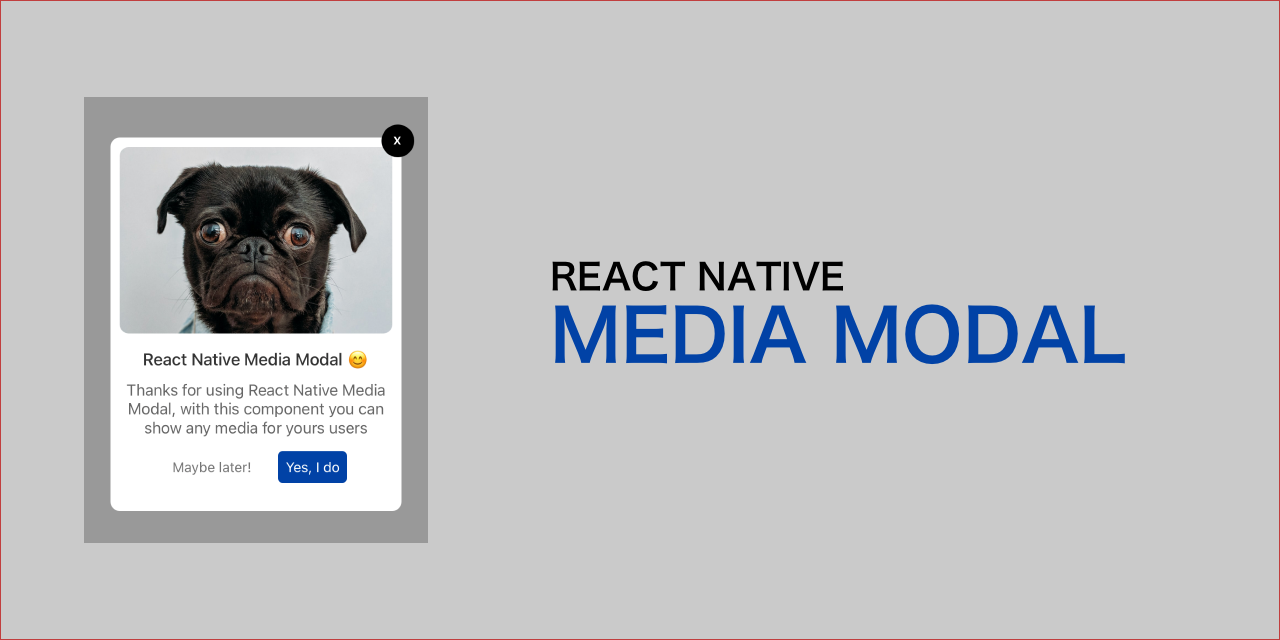 X
React Native Media Modal 😊
Thanks for using React Native Media
Modal, with this component you can
show any media for yours users
Maybe later!
Yes, I do
REACT NATIVE
MEDIA MODAL